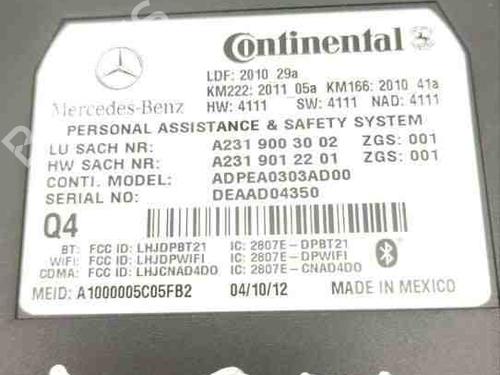 Continental
LDF: 2010 29a
KM222: 2011 05a KM166: 2010 41a
Mercedes-Benz HW: 4111 SW: 4111 NAD: 4111
PERSONAL ASSISTANCE & SAFETY SYSTEM
LU SACH NR: A231 900 30 02 ZGS: 001
HW SACH NR: A231 901 22 01 ZGS: 001
CONTI. MODEL: ADPEA0303AD00
SERIAL NO: DEAAD04350
Q4
BT: FCC ID: LHJDPBT21 IC: 2807E-DPBT21
WIFI: FCC ID: LHJDPWIFI IC: 2807E-DPWIFI
CDMA: FCC ID: LHJCNAD4DO IC: 2807E-CNAD4DO
MEID: A1000005C05FB2 04/10/12 MADE IN MEXICO